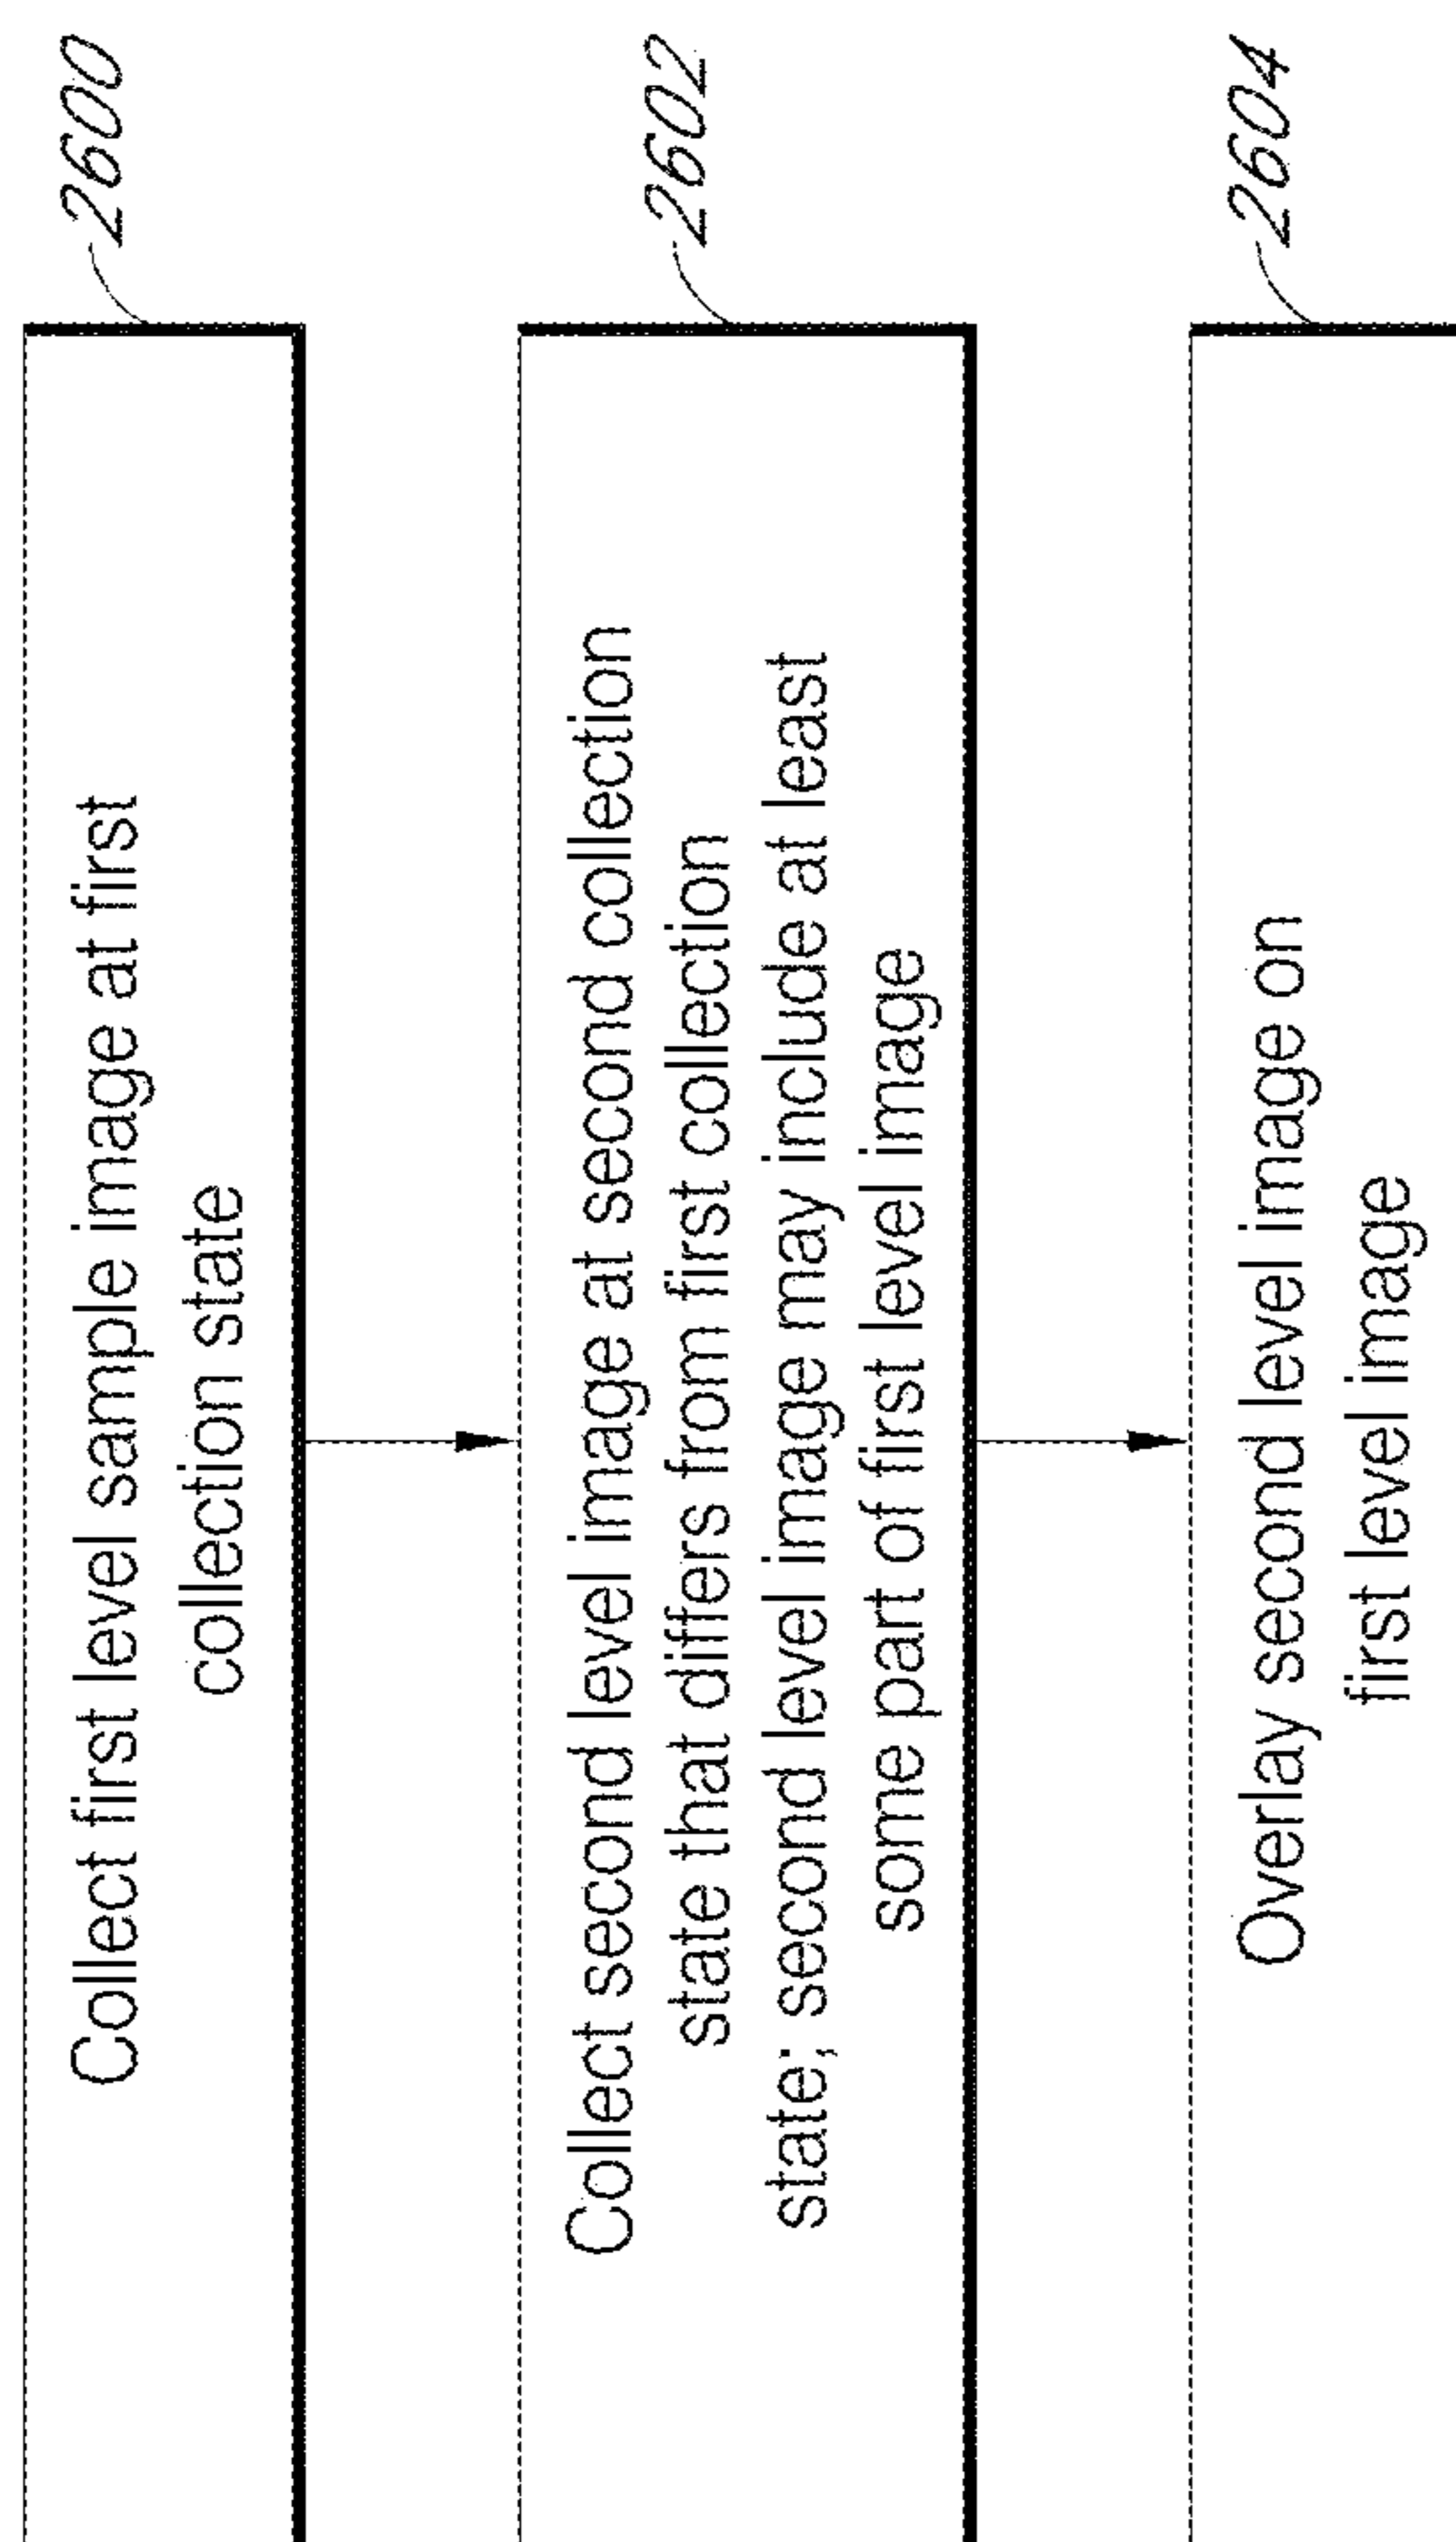 2600
Collect first level sample image at first
collection state
2602
Collect second level image at second collection
state that differs from first collection
state; second level image may include at least
some part of first level image
2604
Overlay second level image on
first level image